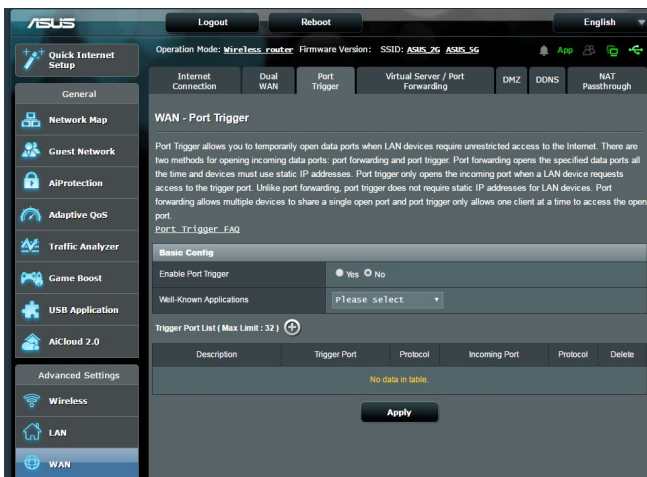 ASUS
Logout
Reboot
English
Quick Internet Setup
Operation Mode: Wireless router Firmware Version: SSID: ASUS_2G ASUS_5G
App
Internet Connection
Dual WAN
Port Trigger
Virtual Server / Port Forwarding
DMZ
DDNS
NAT Passthrough
General
Network Map
Guest Network
AiProtection
Adaptive QoS
Traffic Analyzer
Game Boost
USB Application
AiCloud 2.0
Advanced Settings
Wireless
LAN
WAN
WAN - Port Trigger
Port Trigger allows you to temporarily open data ports when LAN devices require unrestricted access to the Internet. There are
two methods for opening incoming data ports: port forwarding and port trigger. Port forwarding opens the specified data ports all
the time and devices must use static IP addresses. Port trigger only opens the incoming port when a LAN device requests
access to the trigger port. Unlike port forwarding, port trigger does not require static IP addresses for LAN devices. Port
forwarding allows multiple devices to share a single open port and port trigger only allows one client at a time to access the open
port.
Port Trigger FAQ
Basic Config
Enable Port Trigger
Yes No
Well-Known Applications
Please select
Trigger Port List ( Max Limit : 32 )
Description Trigger Port Protocol Incoming Port Protocol Delete
No data in table.
Apply